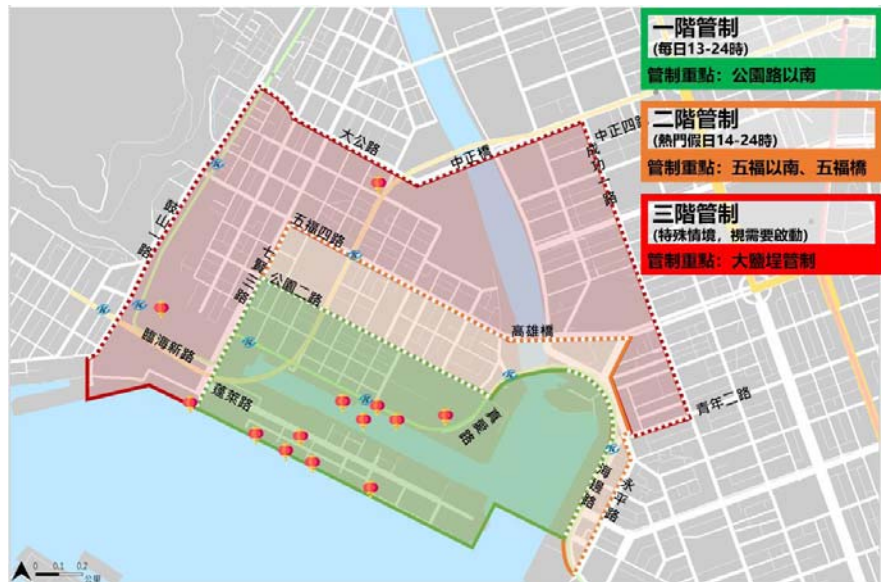 一階管制
(每日13-24時)
管制重點：公園路以南
二階管制
(熱門假日14-24時)
管制重點：五福以南、五福橋
三階管制
(特殊情境，視需要啟動)
管制重點：大鹽埕管制
大公路
中正橋
中正四路
成功一路
鼓山一路
五福四路
七賢三路
公園二路
高雄橋
臨海新路
蓬萊路
真愛路
青年二路
海邊路
永平路
0 0.1 0.2
公里